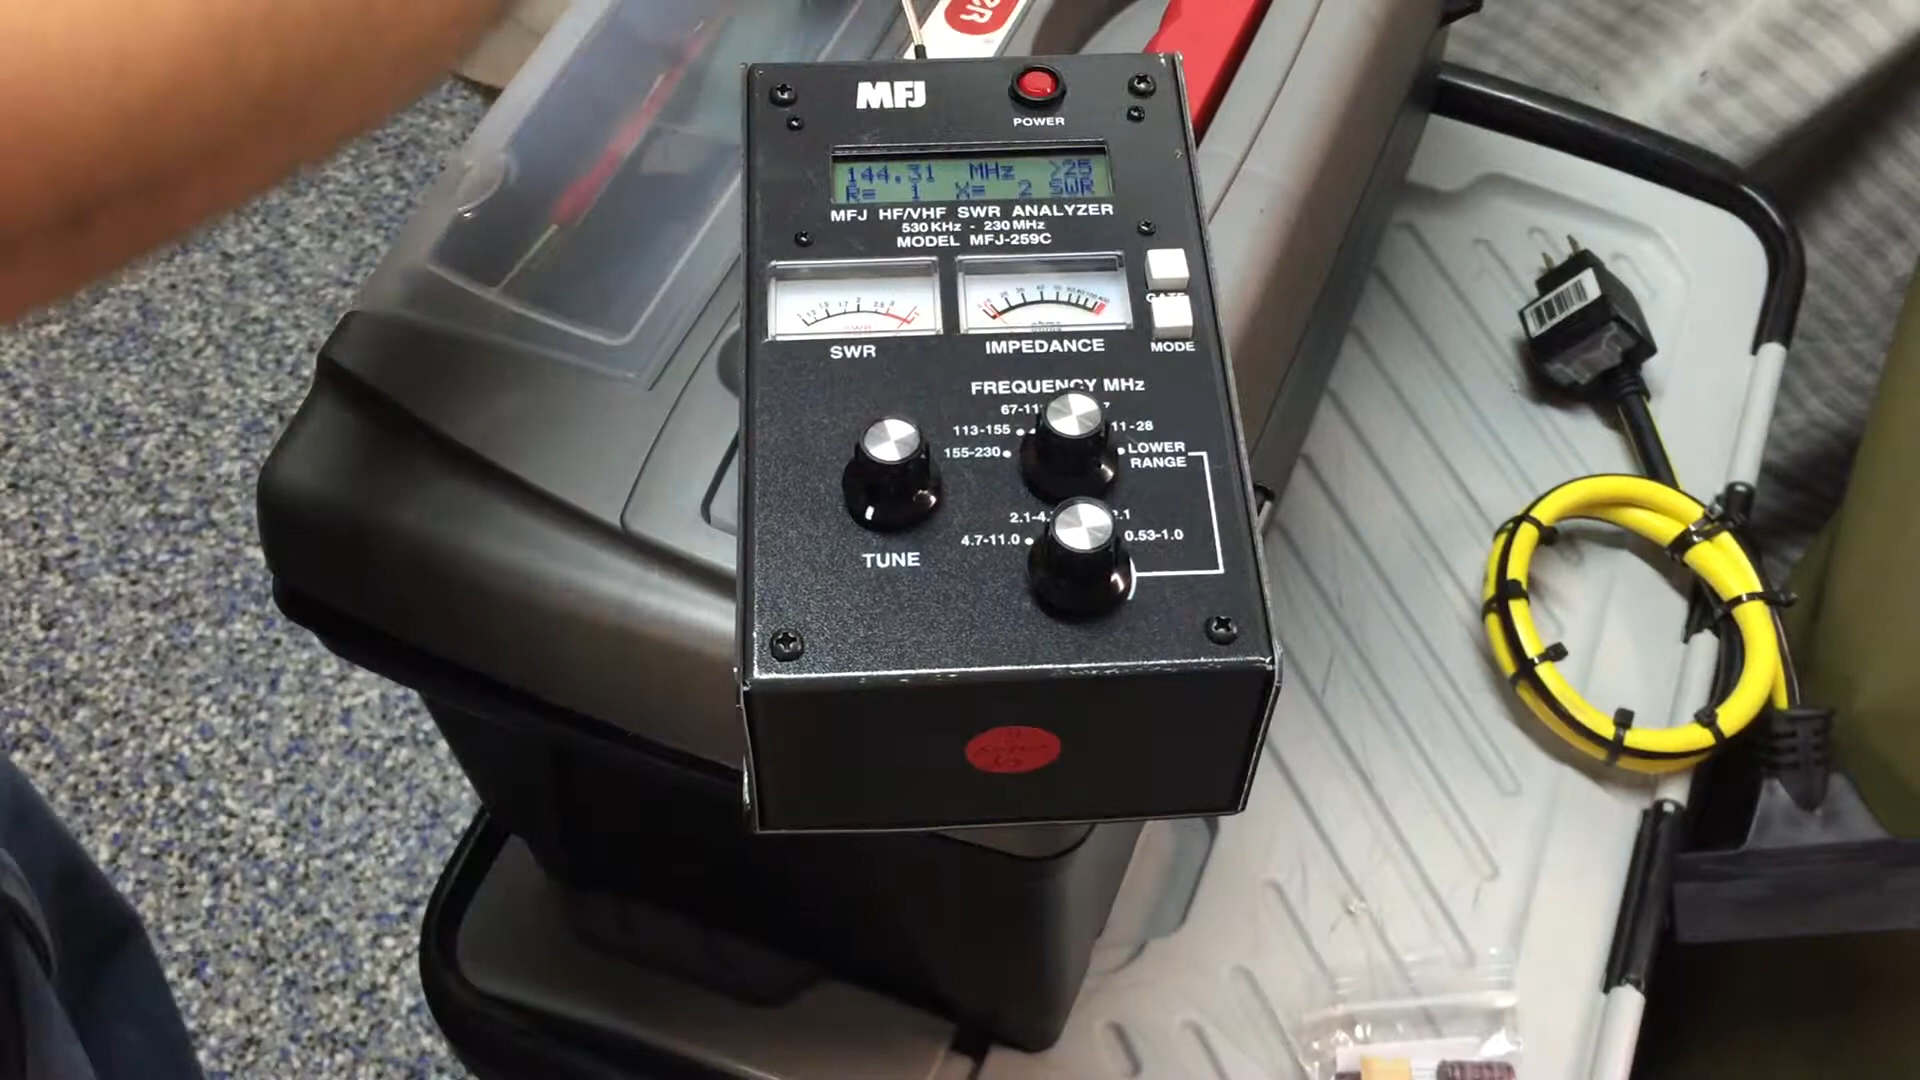 MFJ
POWER
144.31 MHz >25
R= 1 X= 2 SWR
MFJ HF/VHF SWR ANALYZER
530 KHz - 230 MHz
MODEL MFJ-259C
SWR
IMPEDANCE
GATE
MODE
FREQUENCY MHz
113-155
11-28
155-230
LOWER
RANGE
4.7-11.0
0.53-1.0
TUNE